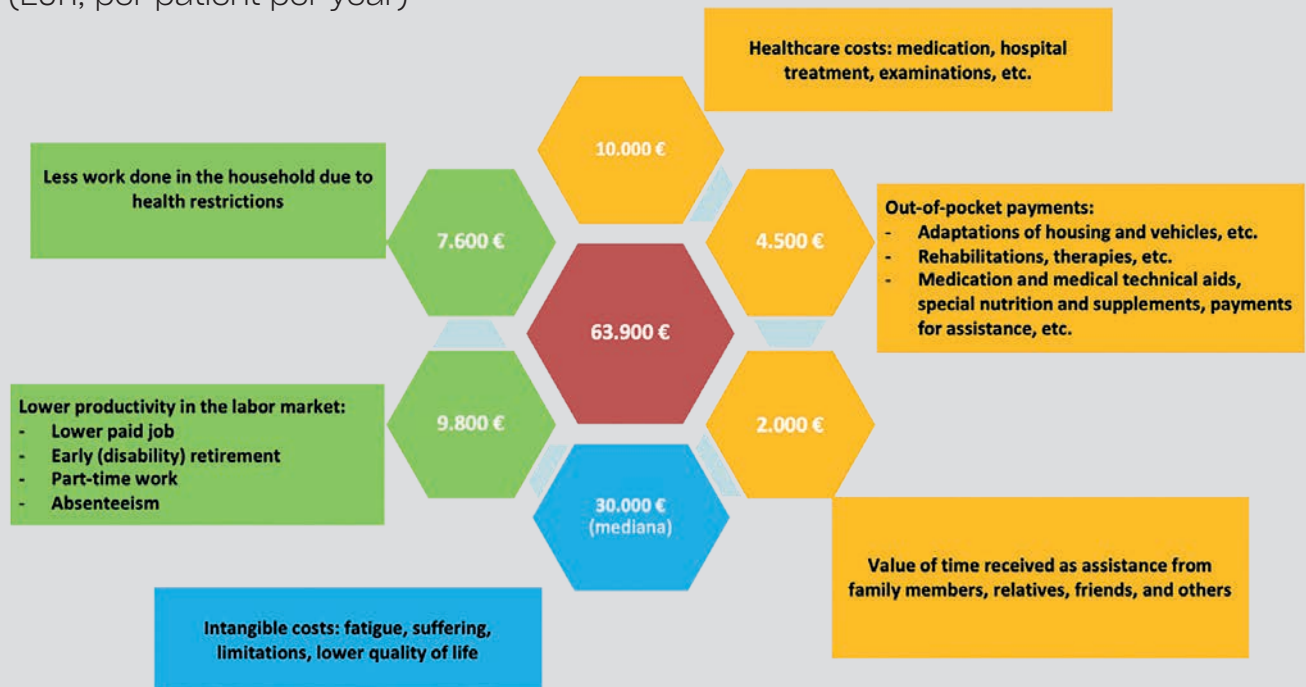 (EUR, per patient per year)
Healthcare costs: medication, hospital
treatment, examinations, etc.
10.000 €
Less work done in the household due to
health restrictions
7.600 €
4.500 €
Out-of-pocket payments:
- Adaptations of housing and vehicles, etc.
- Rehabilitations, therapies, etc.
- Medication and medical technical aids,
special nutrition and supplements, payments
for assistance, etc.
63.900 €
Lower productivity in the labor market:
- Lower paid job
- Early (disability) retirement
- Part-time work
- Absenteeism
9.800 €
2.000 €
30.000 €
(mediana)
Value of time received as assistance from
family members, relatives, friends, and others
Intangible costs: fatigue, suffering,
limitations, lower quality of life